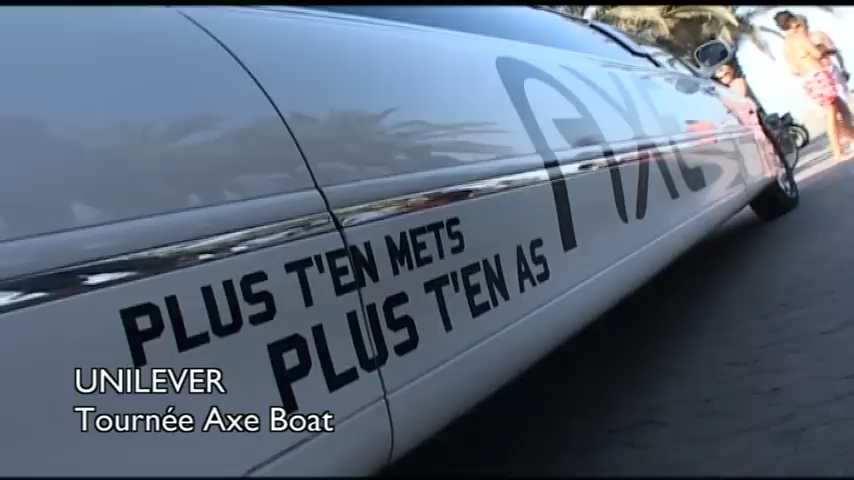 AXE
PLUS T'EN METS
PLUS T'EN AS
UNILEVER
Tournée Axe Boat